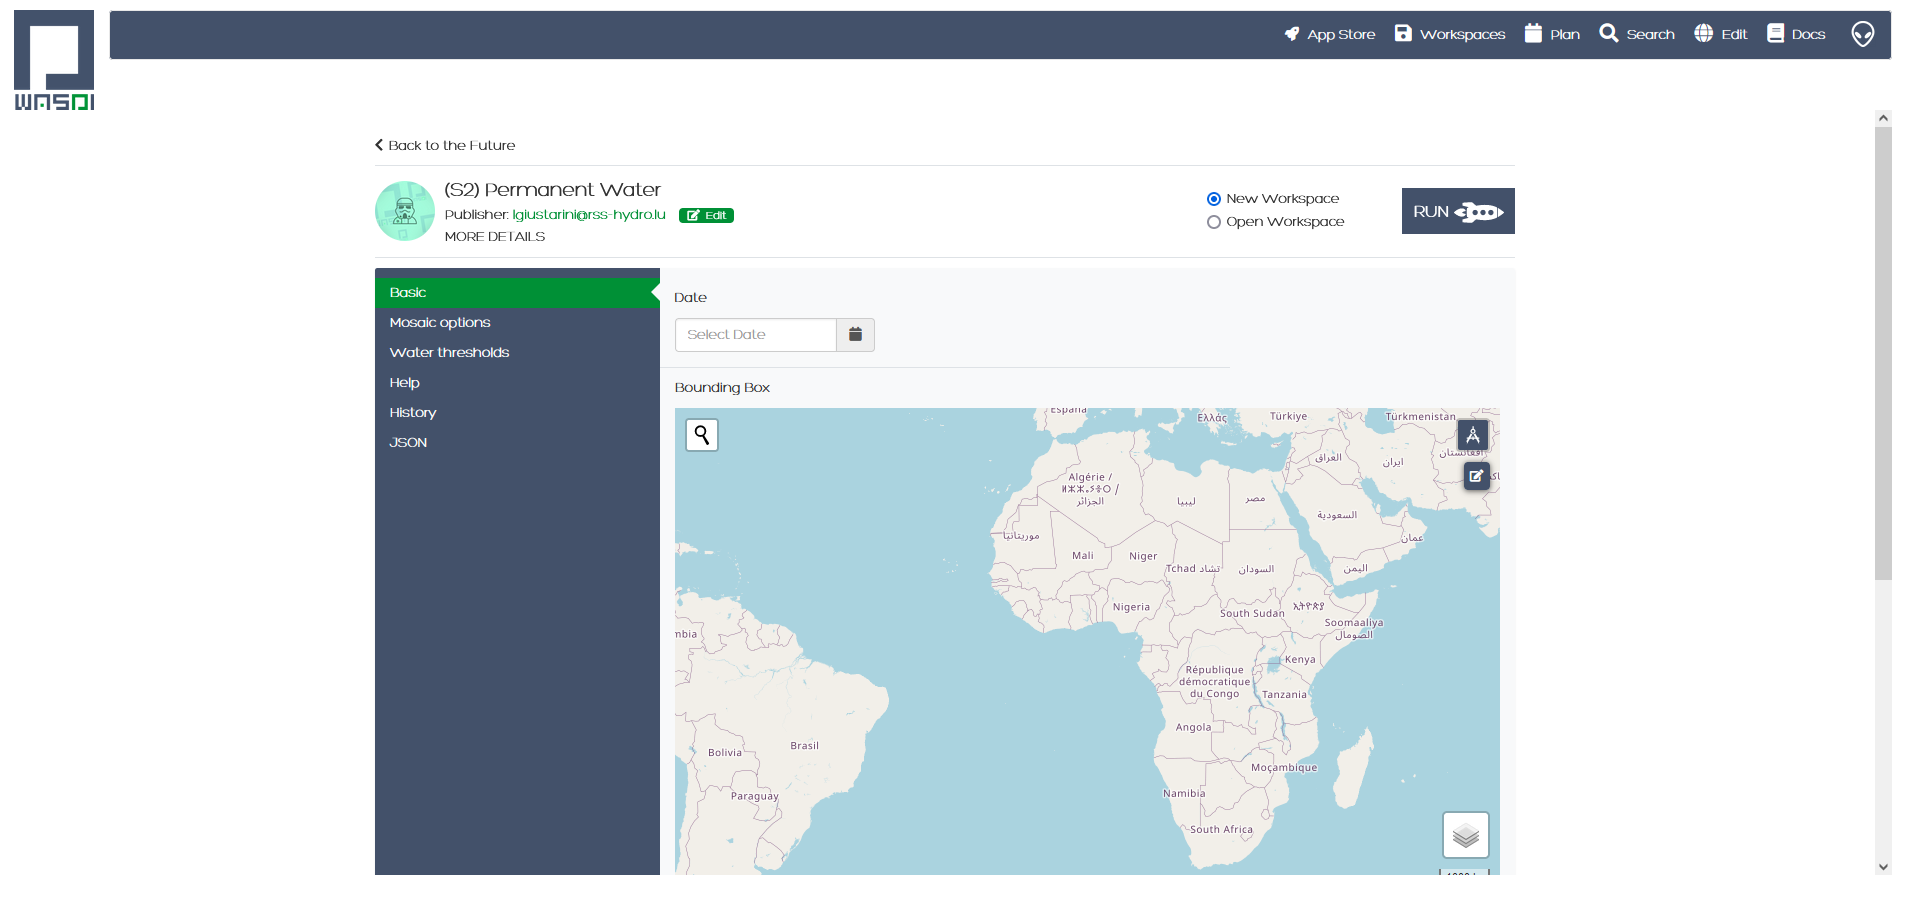 App Store Workspaces Plan Search Edit Docs
WASDI
Back to the Future
(S2) Permanent Water
Publisher: lgiustarini@rss-hydro.lu Edit
MORE DETAILS
New Workspace
Open Workspace
RUN
Basic
Mosaic options
Water thresholds
Help
History
JSON
Date
Select Date
Bounding Box
España
Ελλάς
Türkiye
Türkmenistan
العراق
ايران
افغانستان
Algérie /
ⵍⵣⵣⴰⵢⴻⵔ /
الجزائر
ليبيا
مصر
السعودية
موريتانيا
عمان
Mali
Niger
Tchad تشاد
السودان
اليمن
Nigeria
South Sudan
ኢትዮጵያ
Soomaaliya
الصومال
mbia
Kenya
République
démocratique
du Congo
Tanzania
Angola
Brasil
Bolivia
Moçambique
Paraguay
Namibia
South Africa